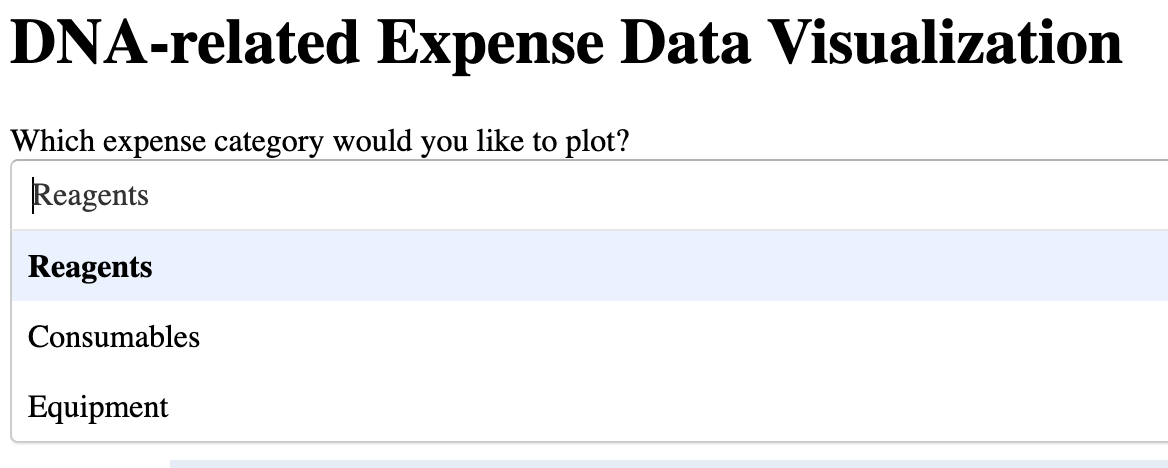 DNA-related Expense Data Visualization
Which expense category would you like to plot?
Reagents
Reagents
Consumables
Equipment